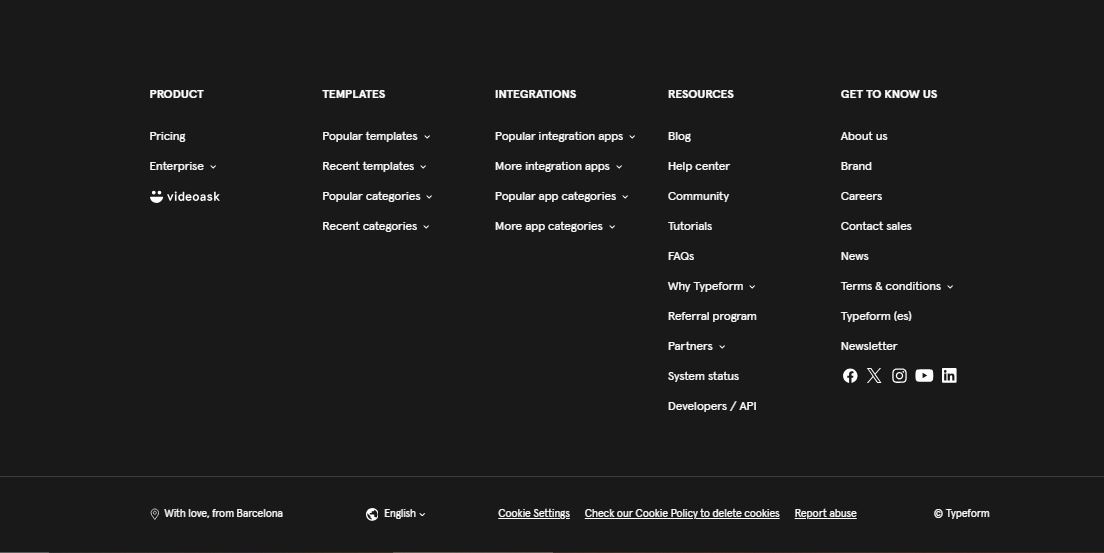 PRODUCT
Pricing
Enterprise
videoask
TEMPLATES
Popular templates
Recent templates
Popular categories
Recent categories
INTEGRATIONS
Popular integration apps
More integration apps
Popular app categories
More app categories
RESOURCES
Blog
Help center
Community
Tutorials
FAQs
Why Typeform
Referral program
Partners
System status
Developers / API
GET TO KNOW US
About us
Brand
Careers
Contact sales
News
Terms & conditions
Typeform (es)
Newsletter
With love, from Barcelona
English
Cookie Settings
Check our Cookie Policy to delete cookies
Report abuse
© Typeform